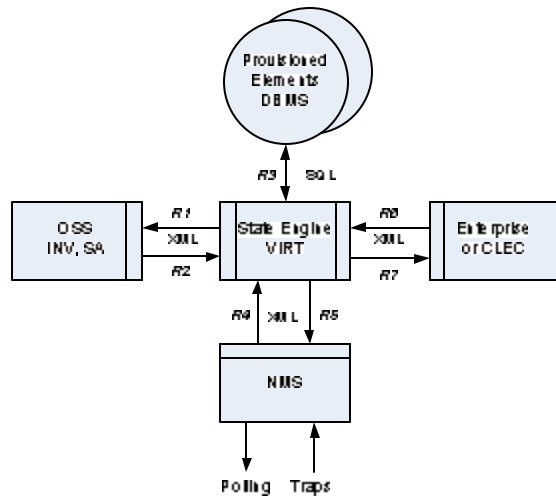 Provisioned
Elements
DBMS
R3 SQL
OSS
INV, SA
R1
XML
R2
State Engine
VIRT
R6
XML
R7
Enterprise
or CLEC
R4 XML R5
NMS
Polling Traps